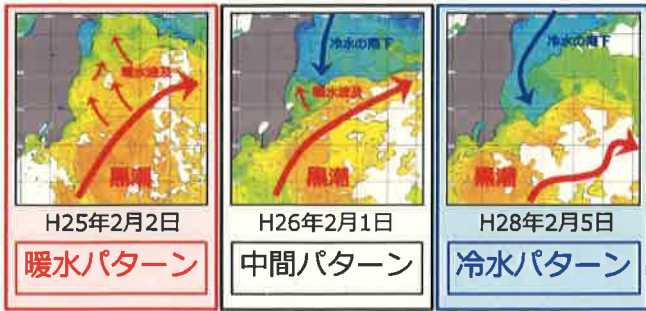 暖水波及
黒潮
H25年2月2日
暖水パターン
冷水の南下
暖水波及
黒潮
H26年2月1日
中間パターン
冷水の南下
黒潮
H28年2月5日
冷水パターン